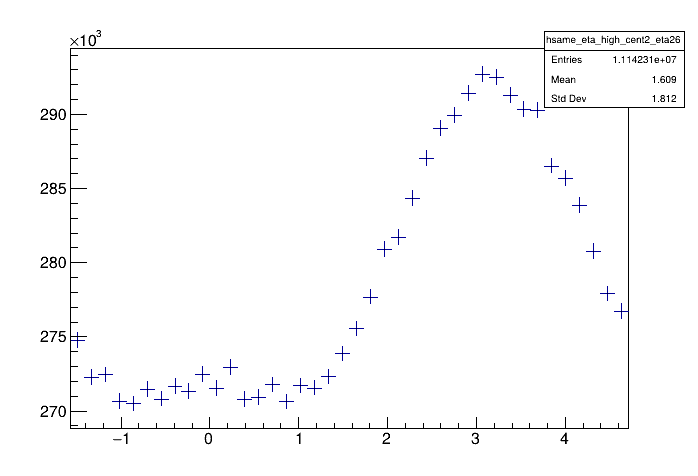 ×10³
hsame_eta_high_cent2_eta26
Entries 1.114231e+07
Mean 1.609
Std Dev 1.812
290
285
280
275
270
−1 0 1 2 3 4